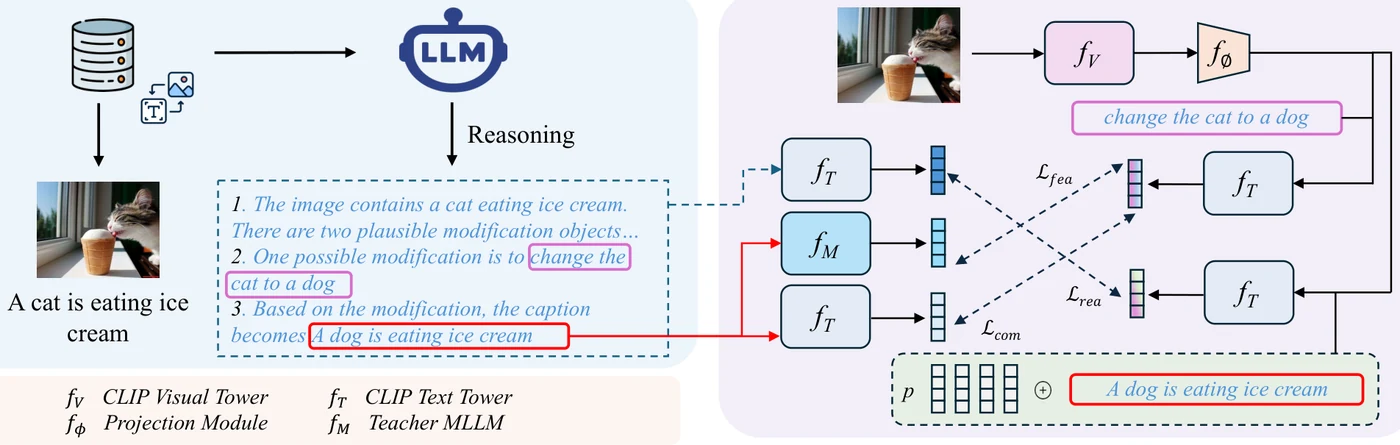 LLM
Reasoning
T
1. The image contains a cat eating ice cream.
There are two plausible modification objects…
2. One possible modification is to change the
cat to a dog
3. Based on the modification, the caption
becomes A dog is eating ice cream
A cat is eating ice
cream
f_V CLIP Visual Tower
f_T CLIP Text Tower
f_ϕ Projection Module
f_M Teacher MLLM
f_V
f_ϕ
change the cat to a dog
f_T
f_M
f_T
ℒ_fea
ℒ_rea
ℒ_com
f_T
f_T
p
⊕
A dog is eating ice cream